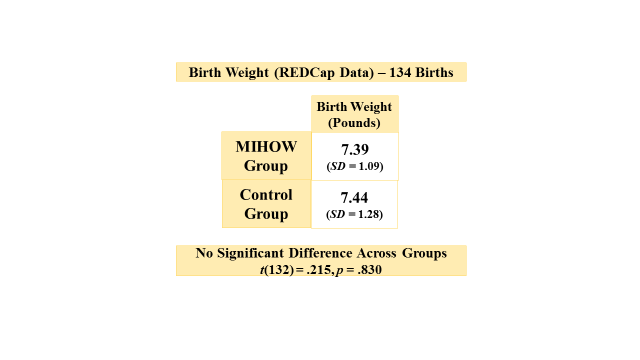 Birth Weight (REDCap Data) – 134 Births
Birth Weight
(Pounds)
MIHOW
Group
7.39
(SD = 1.09)
Control
Group
7.44
(SD = 1.28)
No Significant Difference Across Groups
t(132) = .215, p = .830